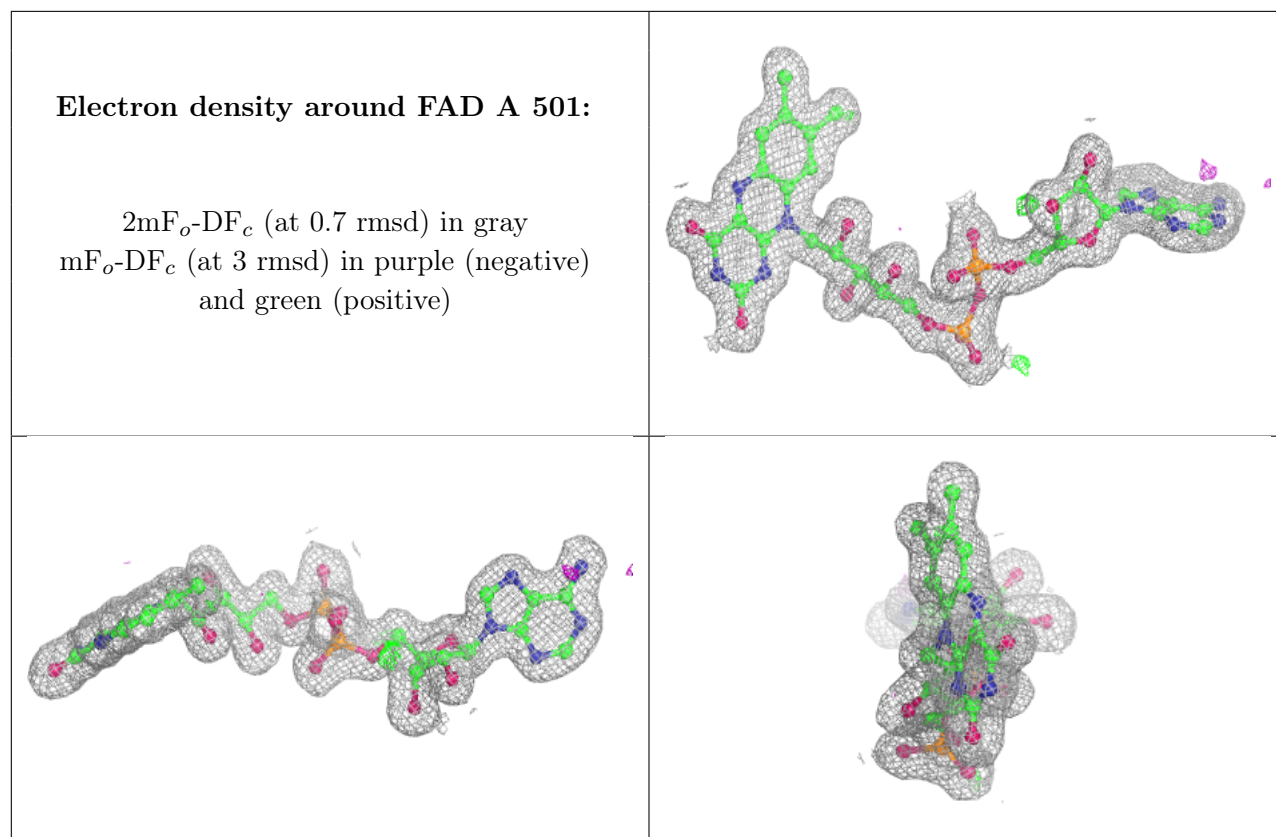 Electron density around FAD A 501:
2mFo-DFc (at 0.7 rmsd) in gray
mFo-DFc (at 3 rmsd) in purple (negative)
and green (positive)